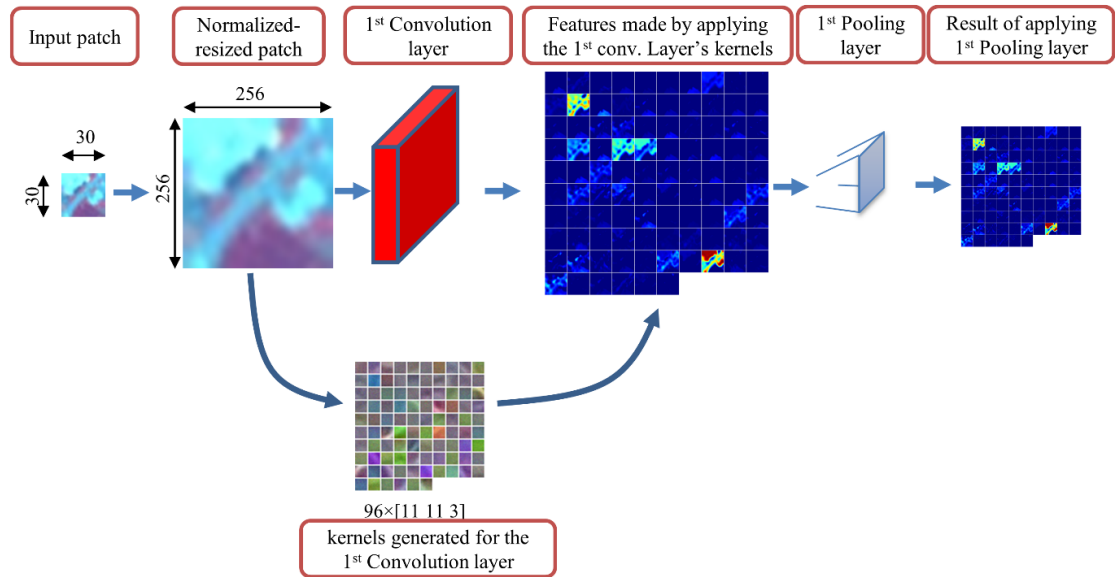 Input patch
Normalized-
resized patch
1st Convolution
layer
Features made by applying
the 1st conv. Layer's kernels
1st Pooling
layer
Result of applying
1st Pooling layer
256
30
30
256
96×[11 11 3]
kernels generated for the
1st Convolution layer